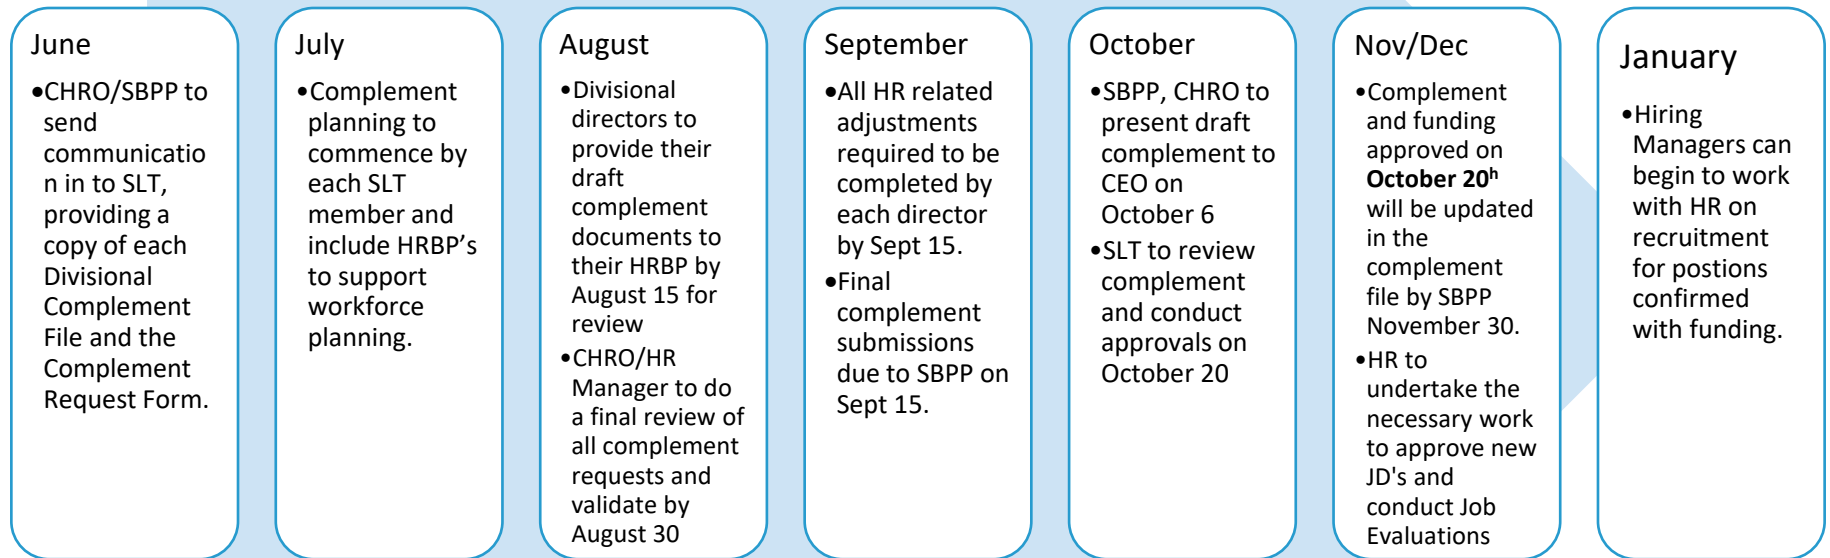 June
•CHRO/SBPP to
send
communicatio
n in to SLT,
providing a
copy of each
Divisional
Complement
File and the
Complement
Request Form.
July
•Complement
planning to
commence by
each SLT
member and
include HRBP’s
to support
workforce
planning.
August
•Divisional
directors to
provide their
draft
complement
documents to
their HRBP by
August 15 for
review
•CHRO/HR
Manager to do
a final review of
all complement
requests and
validate by
August 30
September
•All HR related
adjustments
required to be
completed by
each director
by Sept 15.
•Final
complement
submissions
due to SBPP on
Sept 15.
October
•SBPP, CHRO to
present draft
complement to
CEO on
October 6
•SLT to review
complement
and conduct
approvals on
October 20
Nov/Dec
•Complement
and funding
approved on
October 20h
will be updated
in the
complement
file by SBPP
November 30.
•HR to
undertake the
necessary work
to approve new
JD's and
conduct Job
Evaluations
January
•Hiring
Managers can
begin to work
with HR on
recruitment
for postions
confirmed
with funding.